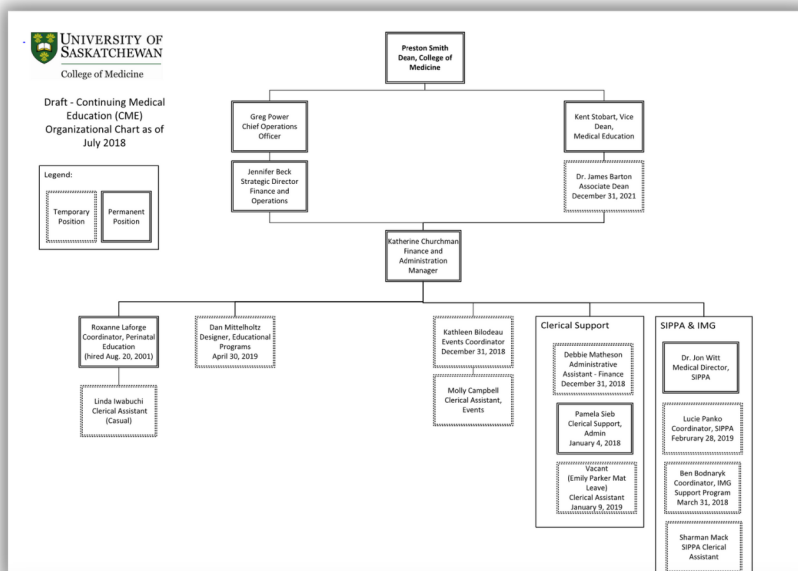 UNIVERSITY OF
SASKATCHEWAN
College of Medicine
Draft - Continuing Medical
Education (CME)
Organizational Chart as of
July 2018
Legend:
Temporary
Position
Permanent
Position
Preston Smith
Dean, College of
Medicine
Greg Power
Chief Operations
Officer
Kent Stobart, Vice
Dean,
Medical Education
Jennifer Beck
Strategic Director
Finance and
Operations
Dr. James Barton
Associate Dean
December 31, 2021
Katherine Churchman
Finance and
Administration
Manager
Roxanne Laforge
Coordinator, Perinatal
Education
(hired Aug. 20, 2001)
Linda Iwabuchi
Clerical Assistant
(Casual)
Dan Mittelholtz
Designer, Educational
Programs
April 30, 2019
Kathleen Bilodeau
Events Coordinator
December 31, 2018
Molly Campbell
Clerical Assistant,
Events
Clerical Support
Debbie Matheson
Administrative
Assistant - Finance
December 31, 2018
Pamela Sieb
Clerical Support,
Admin
January 4, 2018
Vacant
(Emily Parker Mat
Leave)
Clerical Assistant
January 9, 2019
SIPPA & IMG
Dr. Jon Witt
Medical Director,
SIPPA
Lucie Panko
Coordinator, SIPPA
Februrary 28, 2019
Ben Bodnaryk
Coordinator, IMG
Support Program
March 31, 2018
Sharman Mack
SIPPA Clerical
Assistant